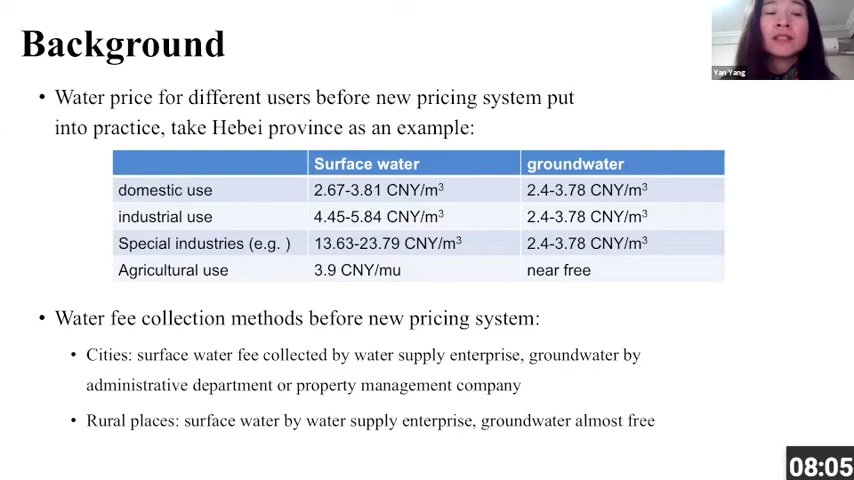 Background
Yan Yang
• Water price for different users before new pricing system put
into practice, take Hebei province as an example:
Surface water groundwater
domestic use 2.67-3.81 CNY/m³ 2.4-3.78 CNY/m³
industrial use 4.45-5.84 CNY/m³ 2.4-3.78 CNY/m³
Special industries (e.g. ) 13.63-23.79 CNY/m³ 2.4-3.78 CNY/m³
Agricultural use 3.9 CNY/mu near free
• Water fee collection methods before new pricing system:
• Cities: surface water fee collected by water supply enterprise, groundwater by
administrative department or property management company
• Rural places: surface water by water supply enterprise, groundwater almost free
08:05